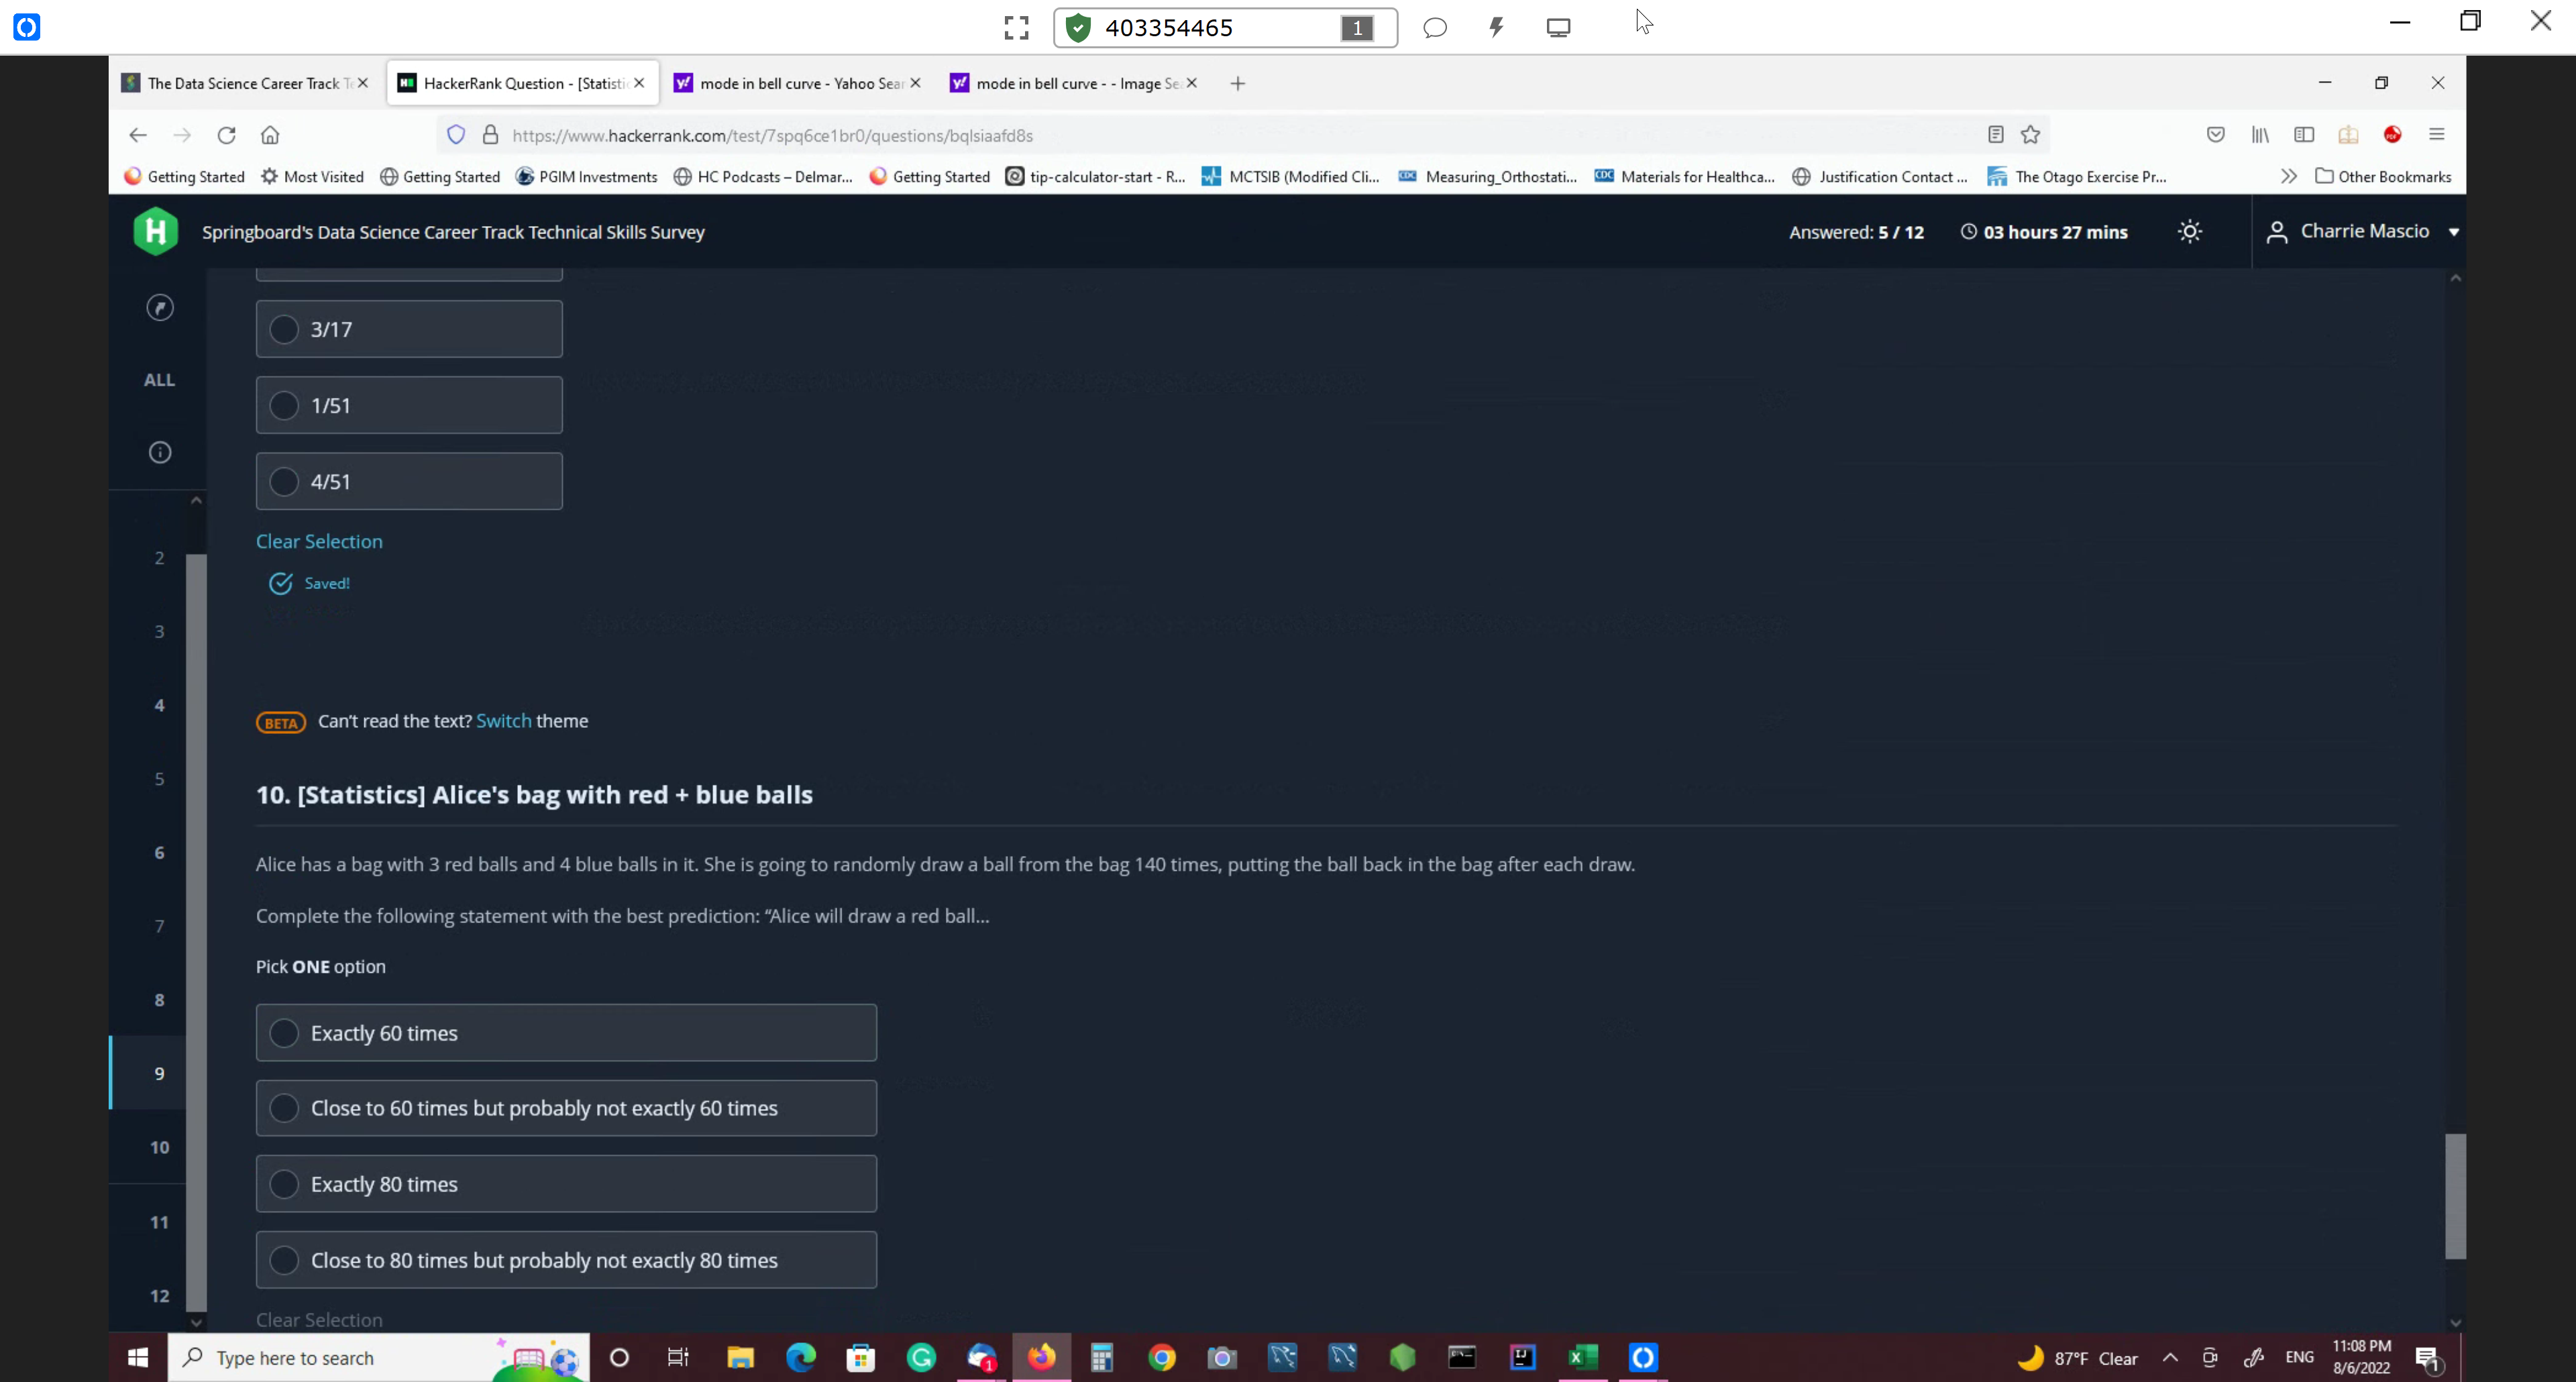 403354465
1
The Data Science Career Track Te
HackerRank Question - [Statistic
mode in bell curve - Yahoo Sear
mode in bell curve - - Image Se
https://www.hackerrank.com/test/7spq6ce1br0/questions/bqlsiaafd8s
Getting Started
Most Visited
Getting Started
PGIM Investments
HC Podcasts – Delmar...
Getting Started
tip-calculator-start - R...
MCTSIB (Modified Cli...
Measuring_Orthostati...
Materials for Healthca...
Justification Contact ...
The Otago Exercise Pr...
Other Bookmarks
Springboard's Data Science Career Track Technical Skills Survey
Answered: 5 / 12
03 hours 27 mins
Charrie Mascio
ALL
2
3
4
5
6
7
8
9
10
11
12
3/17
1/51
4/51
Clear Selection
Saved!
BETA Can't read the text? Switch theme
10. [Statistics] Alice's bag with red + blue balls
Alice has a bag with 3 red balls and 4 blue balls in it. She is going to randomly draw a ball from the bag 140 times, putting the ball back in the bag after each draw.
Complete the following statement with the best prediction: “Alice will draw a red ball...
Pick ONE option
Exactly 60 times
Close to 60 times but probably not exactly 60 times
Exactly 80 times
Close to 80 times but probably not exactly 80 times
Clear Selection
Type here to search
1
87°F Clear
ENG
11:08 PM
8/6/2022
1